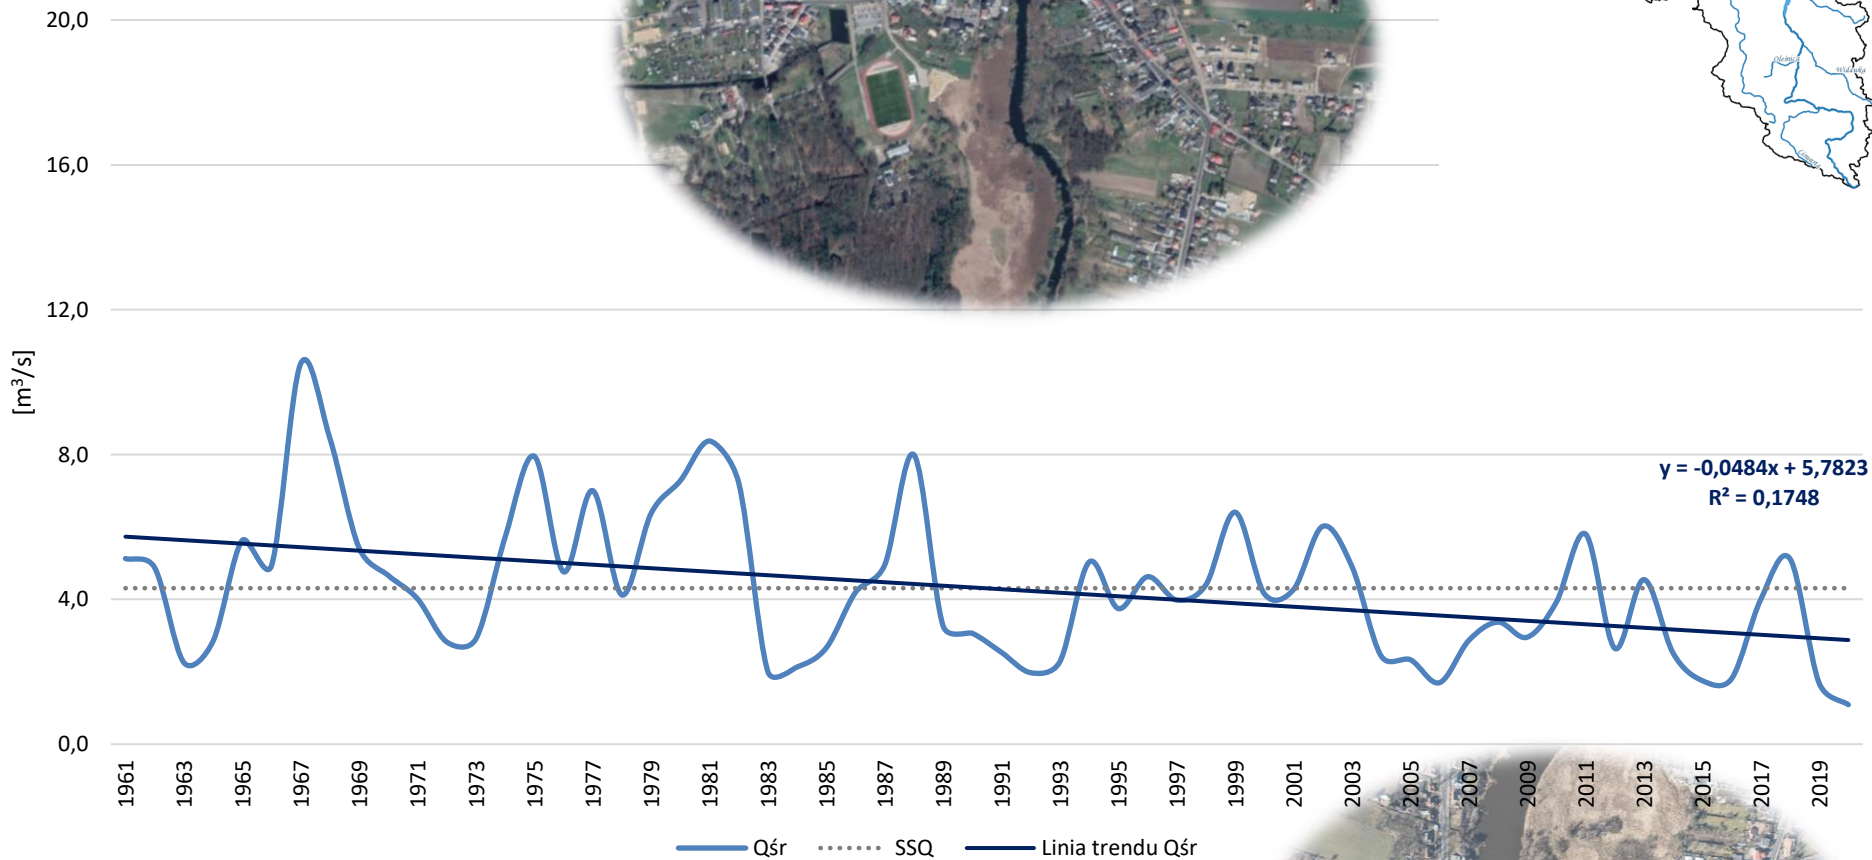 20,0
16,0
12,0
8,0
4,0
0,0
[m³/s]
Oleśnica
Widawka
y = -0,0484x + 5,7823
R² = 0,1748
1961 1963 1965 1967 1969 1971 1973 1975 1977 1979 1981 1983 1985 1987 1989 1991 1993 1995 1997 1999 2001 2003 2005 2007 2009 2011 2013 2015 2017 2019
Qśr SSQ Linia trendu Qśr